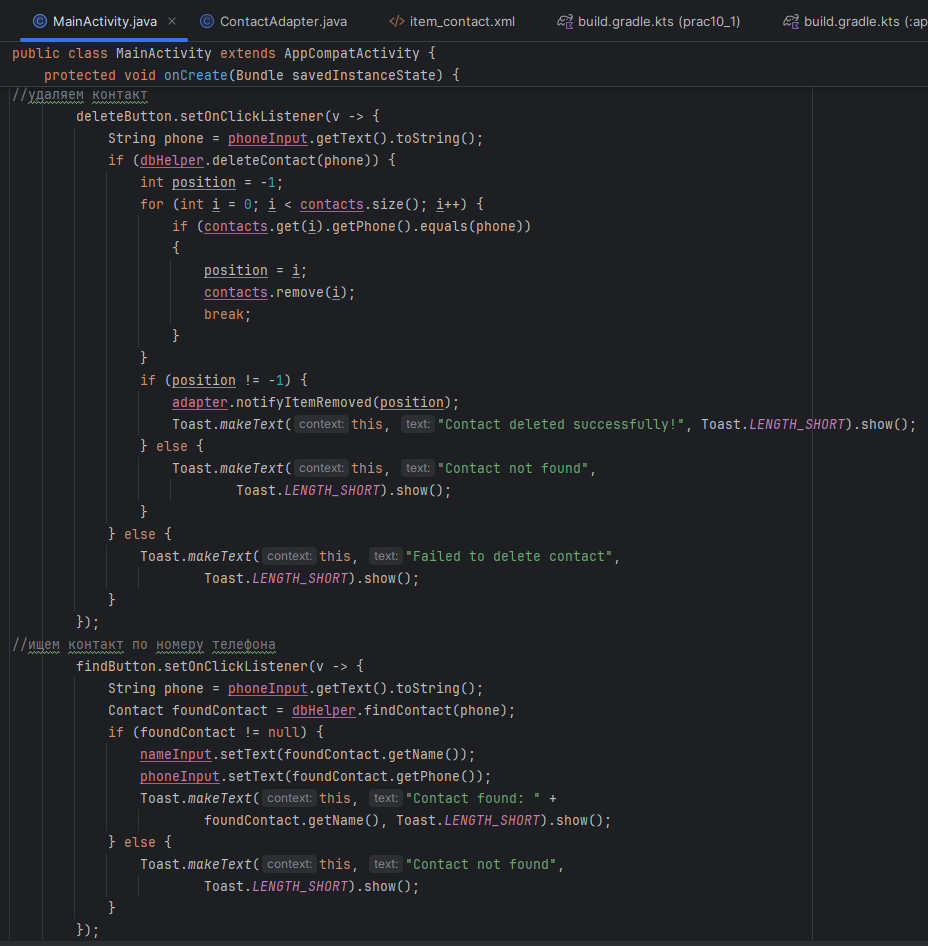 MainActivity.java × ContactAdapter.java </> item_contact.xml build.gradle.kts (prac10_1) build.gradle.kts (:ap
public class MainActivity extends AppCompatActivity {
    protected void onCreate(Bundle savedInstanceState) {
//удаляем контакт
        deleteButton.setOnClickListener(v -> {
            String phone = phoneInput.getText().toString();
            if (dbHelper.deleteContact(phone)) {
                int position = -1;
                for (int i = 0; i < contacts.size(); i++) {
                    if (contacts.get(i).getPhone().equals(phone))
                    {
                        position = i;
                        contacts.remove(i);
                        break;
                    }
                }
                if (position != -1) {
                    adapter.notifyItemRemoved(position);
                    Toast.makeText( context: this, text: "Contact deleted successfully!", Toast.LENGTH_SHORT).show();
                } else {
                    Toast.makeText( context: this, text: "Contact not found",
                            Toast.LENGTH_SHORT).show();
                }
            } else {
                Toast.makeText( context: this, text: "Failed to delete contact",
                        Toast.LENGTH_SHORT).show();
            }
        });
//ищем контакт по номеру телефона
        findButton.setOnClickListener(v -> {
            String phone = phoneInput.getText().toString();
            Contact foundContact = dbHelper.findContact(phone);
            if (foundContact != null) {
                nameInput.setText(foundContact.getName());
                phoneInput.setText(foundContact.getPhone());
                Toast.makeText( context: this, text: "Contact found: " +
                        foundContact.getName(), Toast.LENGTH_SHORT).show();
            } else {
                Toast.makeText( context: this, text: "Contact not found",
                        Toast.LENGTH_SHORT).show();
            }
        });